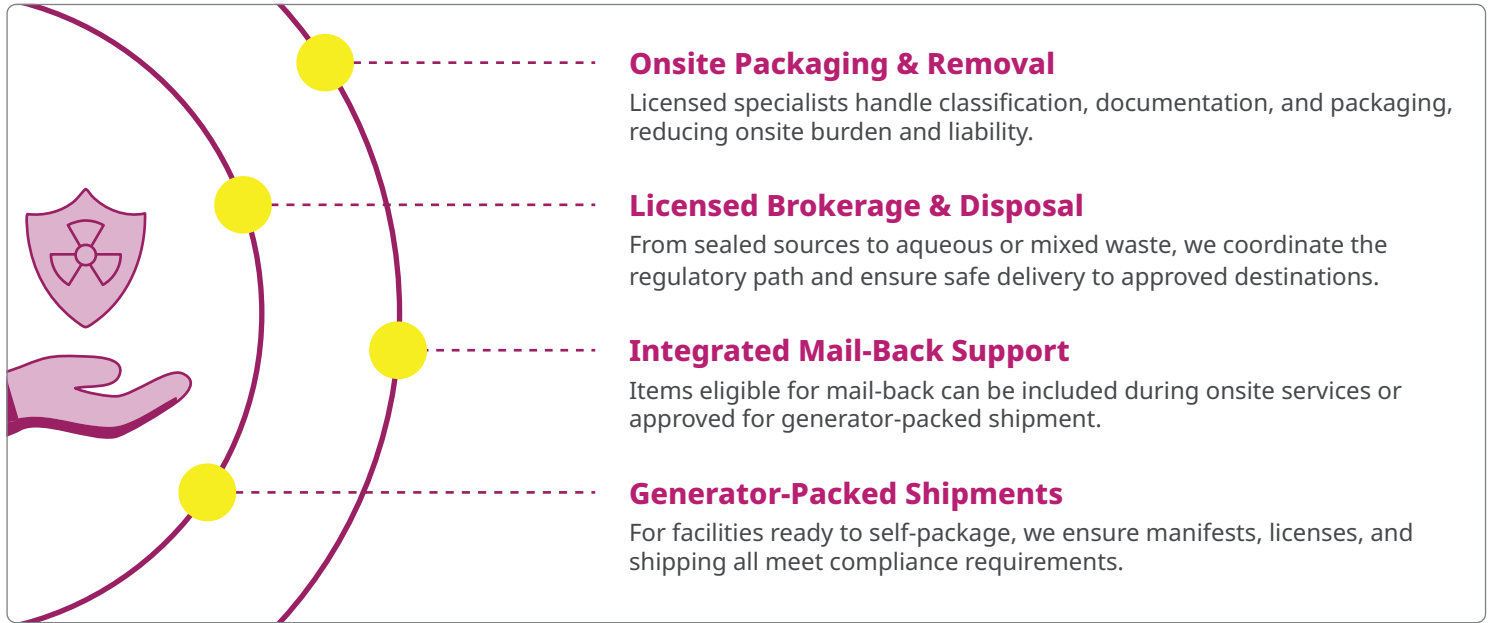 Onsite Packaging & Removal
Licensed specialists handle classification, documentation, and packaging,
reducing onsite burden and liability.
Licensed Brokerage & Disposal
From sealed sources to aqueous or mixed waste, we coordinate the
regulatory path and ensure safe delivery to approved destinations.
Integrated Mail-Back Support
Items eligible for mail-back can be included during onsite services or
approved for generator-packed shipment.
Generator-Packed Shipments
For facilities ready to self-package, we ensure manifests, licenses, and
shipping all meet compliance requirements.